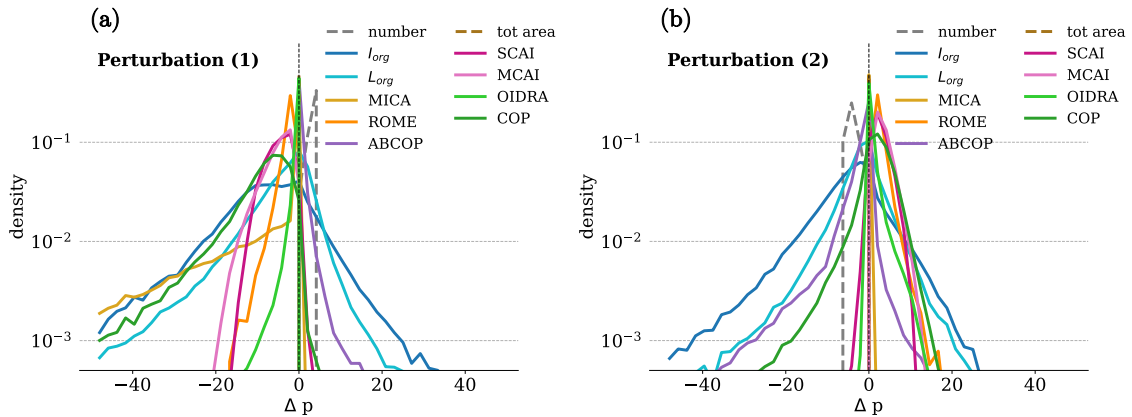 (a)
Perturbation (1)
number
I_org
L_org
MICA
ROME
ABCOP
tot area
SCAI
MCAI
OIDRA
COP
density
10⁻¹
10⁻²
10⁻³
−40
−20
0
20
40
Δ p
(b)
Perturbation (2)
number
I_org
L_org
MICA
ROME
ABCOP
tot area
SCAI
MCAI
OIDRA
COP
density
10⁻¹
10⁻²
10⁻³
−40
−20
0
20
40
Δ p